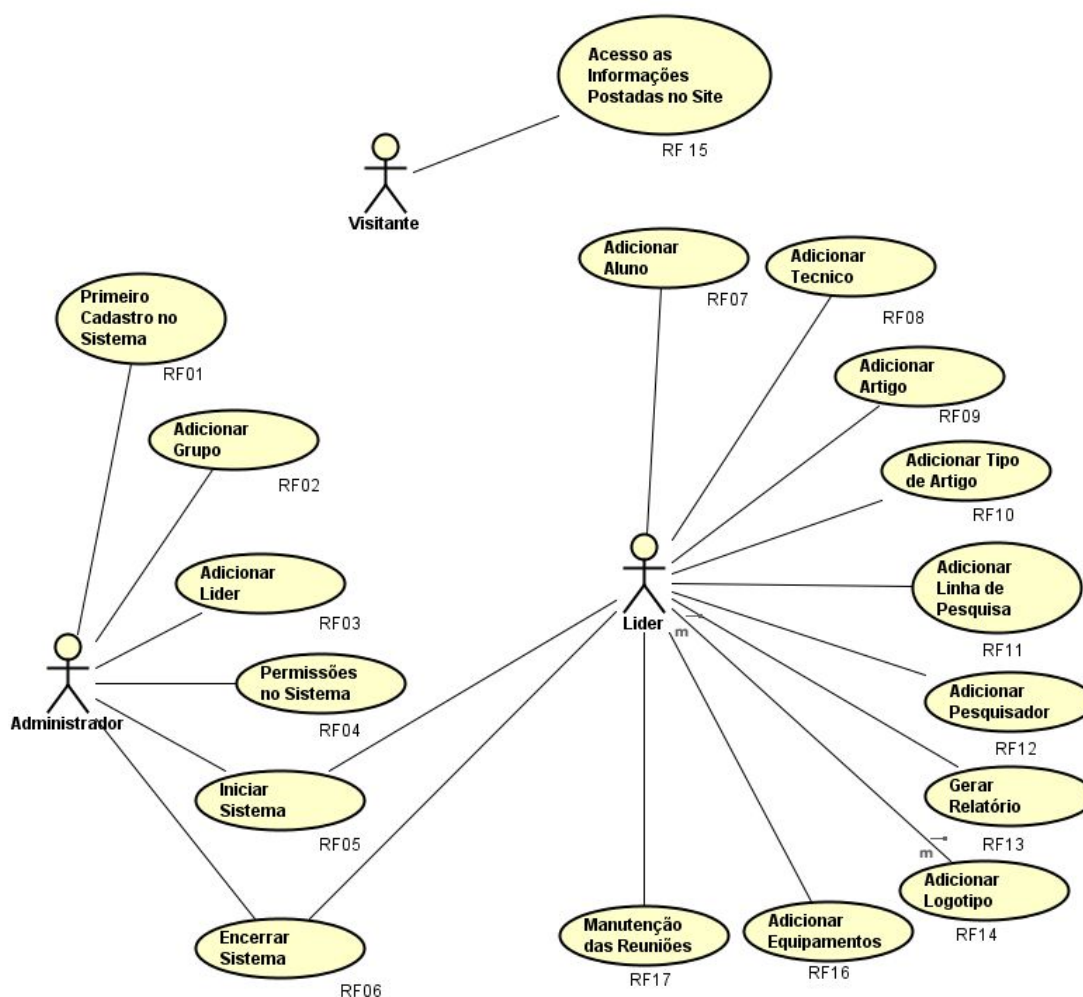 Acesso as
Informações
Postadas no Site
RF 15
Visitante
Adicionar
Aluno
RF07
Adicionar
Tecnico
RF08
Primeiro
Cadastro no
Sistema
RF01
Adicionar
Artigo
RF09
Adicionar
Grupo
RF02
Adicionar Tipo
de Artigo
RF10
Adicionar
Lider
RF03
Adicionar
Linha de
Pesquisa
RF11
Lider
m
Permissões
no Sistema
RF04
Administrador
Adicionar
Pesquisador
RF12
Iniciar
Sistema
RF05
Gerar
Relatório
RF13
m
Adicionar
Logotipo
RF14
Encerrar
Sistema
RF06
Manutenção
das Reuniões
RF17
Adicionar
Equipamentos
RF16